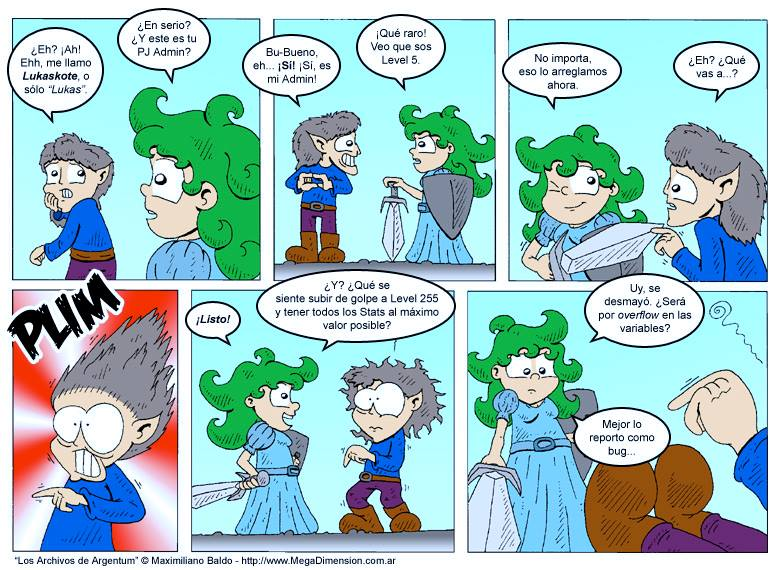 ¿Eh? ¡Ah!
Ehh, me llamo
Lukaskote, o
sólo "Lukas".
¿En serio?
¿Y este es tu
PJ Admin?
Bu-Bueno,
eh... ¡Sí! ¡Sí, es
mi Admin!
¡Qué raro!
Veo que sos
Level 5.
No importa,
eso lo arreglamos
ahora.
¿Eh? ¿Qué
vas a...?
PLIM
¡Listo!
¿Y? ¿Qué se
siente subir de golpe a Level 255
y tener todos los Stats al máximo
valor posible?
Uy, se
desmayó. ¿Será
por overflow en las
variables?
Mejor lo
reporto como
bug...
"Los Archivos de Argentum" © Maximiliano Baldo - http://www.MegaDimension.com.ar